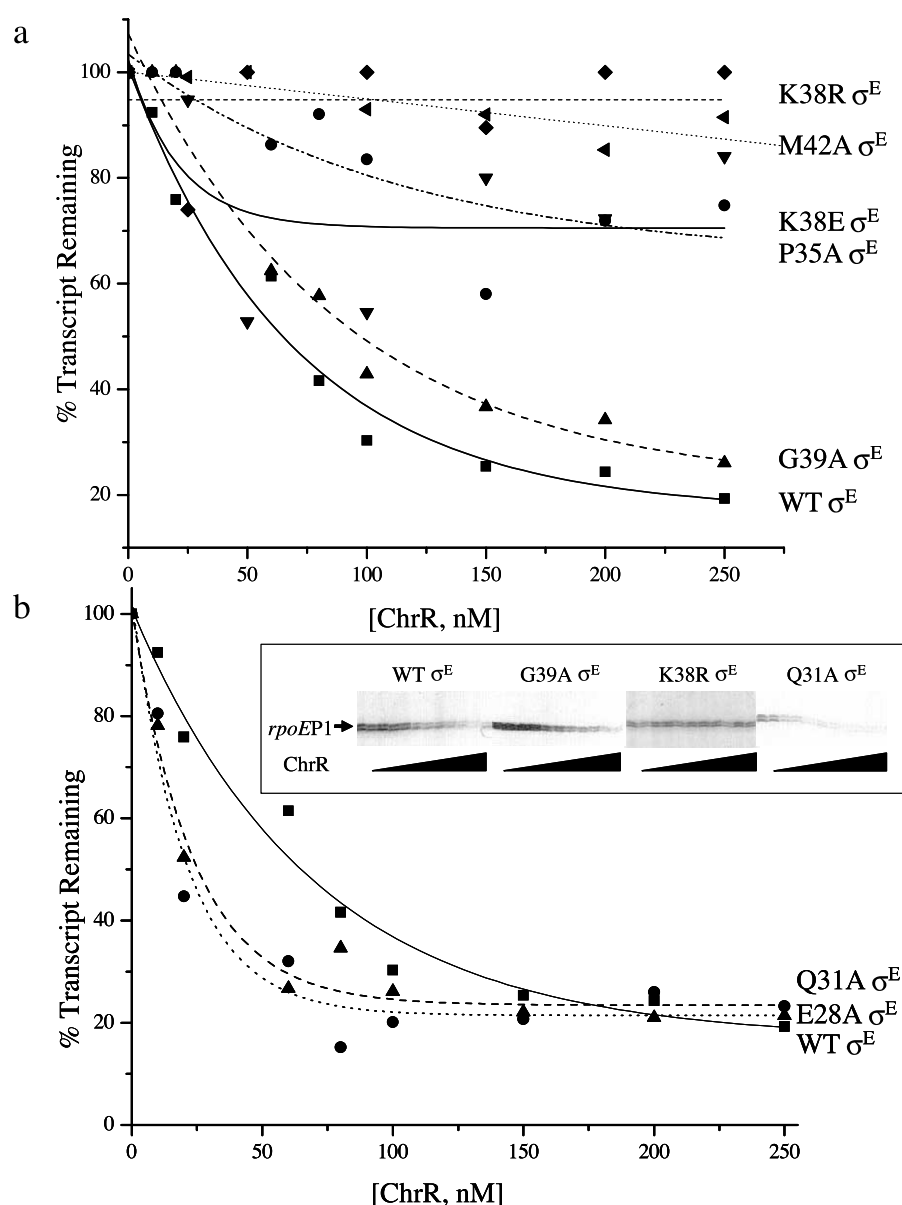 a
% Transcript Remaining
100
80
60
40
20
0
50
100
150
200
250
[ChrR, nM]
K38R σE
M42A σE
K38E σE
P35A σE
G39A σE
WT σE
b
% Transcript Remaining
100
80
60
40
20
0
0
50
100
150
200
250
[ChrR, nM]
WT σE
G39A σE
K38R σE
Q31A σE
rpoEP1
ChrR
Q31A σE
E28A σE
WT σE